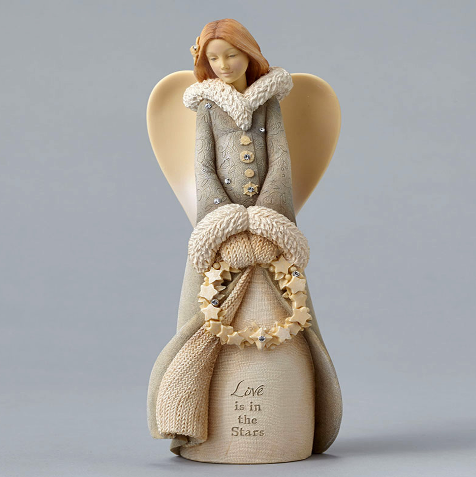 Love
is in
the
Stars